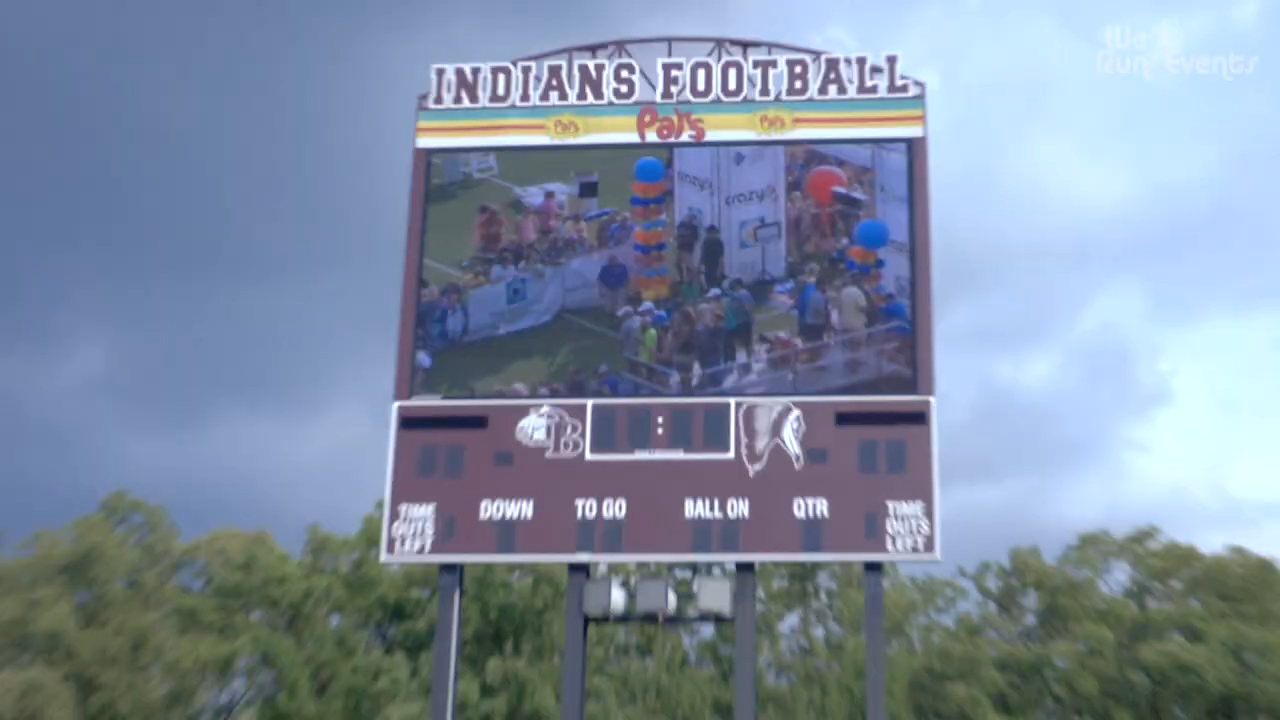 We
Run Events
INDIANS FOOTBALL
Pal's Pal's Pal's
crazy
crazy
DB
DOWN TO GO BALL ON QTR
TIME
OUTS
LEFT
TIME
OUTS
LEFT